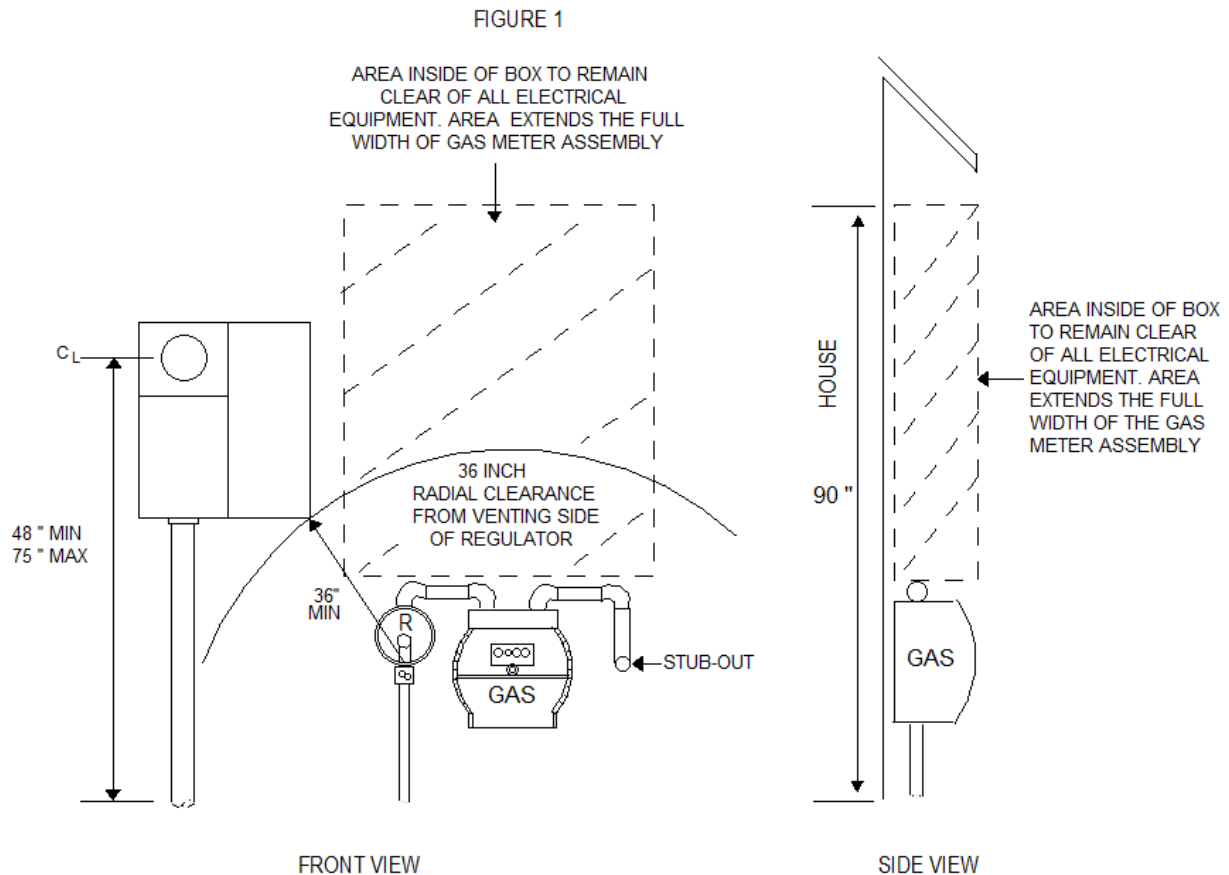 FIGURE 1
AREA INSIDE OF BOX TO REMAIN
CLEAR OF ALL ELECTRICAL
EQUIPMENT. AREA EXTENDS THE FULL
WIDTH OF GAS METER ASSEMBLY
CL
48 " MIN
75 " MAX
36 INCH
RADIAL CLEARANCE
FROM VENTING SIDE
OF REGULATOR
36"
MIN
R
GAS
STUB-OUT
FRONT VIEW
HOUSE
90 "
AREA INSIDE OF BOX
TO REMAIN CLEAR
OF ALL ELECTRICAL
EQUIPMENT. AREA
EXTENDS THE FULL
WIDTH OF THE GAS
METER ASSEMBLY
GAS
SIDE VIEW